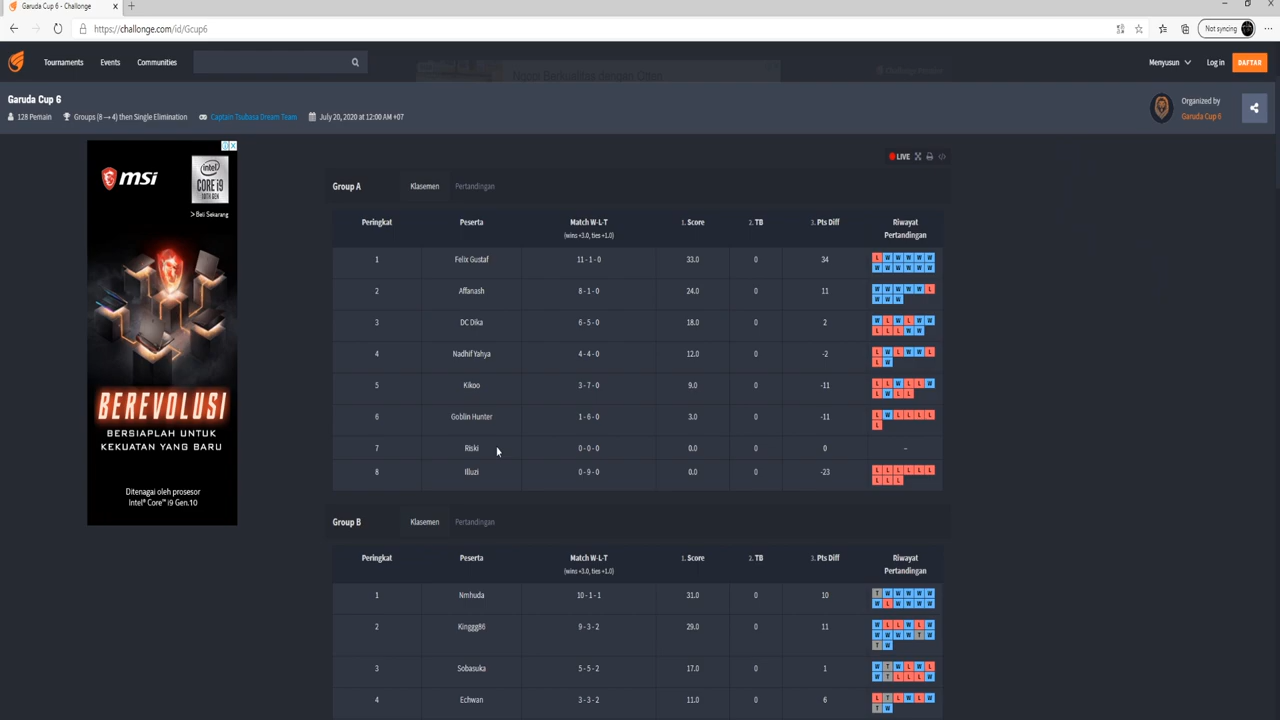 Garuda Cup 6 - Challonge
https://challonge.com/id/Gcup6
Not syncing
Tournaments
Events
Communities
Menyusun
Log in
DAFTAR
Garuda Cup 6
128 Pemain
Groups (8 → 4) then Single Elimination
Captain Tsubasa Dream Team
July 20, 2020 at 12:00 AM +07
Organized by
Garuda Cup 6
msi
intel
CORE i9
10TH GEN
> Beli Sekarang
BEREVOLUSI
BERSIAPLAH UNTUK
KEKUATAN YANG BARU
Ditenagai oleh prosesor
Intel® Core™ i9 Gen.10
LIVE
Group A Klasemen Pertandingan
Peringkat Peserta Match W-L-T 1. Score 2. TB 3. Pts Diff Riwayat
(wins +3.0, ties +1.0) Pertandingan
1 Felix Gustaf 11 - 1 - 0 33.0 0 34 L W W W W W
W W W W W W
2 Affanash 8 - 1 - 0 24.0 0 11 W W W W W L
W W W
3 DC Dika 6 - 5 - 0 18.0 0 2 W L W L W W
L L L W W
4 Nadhif Yahya 4 - 4 - 0 12.0 0 -2 L W L W W L
L W
5 Kikoo 3 - 7 - 0 9.0 0 -11 L L W L L W
L W L L
6 Goblin Hunter 1 - 6 - 0 3.0 0 -11 L W L L L L
L
7 Riski 0 - 0 - 0 0.0 0 0 –
8 Illuzi 0 - 9 - 0 0.0 0 -23 L L L L L L
L L L
Group B Klasemen Pertandingan
Peringkat Peserta Match W-L-T 1. Score 2. TB 3. Pts Diff Riwayat
(wins +3.0, ties +1.0) Pertandingan
1 Nmhuda 10 - 1 - 1 31.0 0 10 T W W W W W
W L W W W W
2 Kinggg86 9 - 3 - 2 29.0 0 11 W L L W L W
W W W W T W
T W
3 Sobasuka 5 - 5 - 2 17.0 0 1 W T W L W L
W T L L L W
4 Echwan 3 - 3 - 2 11.0 0 6 L T L W L W
T W